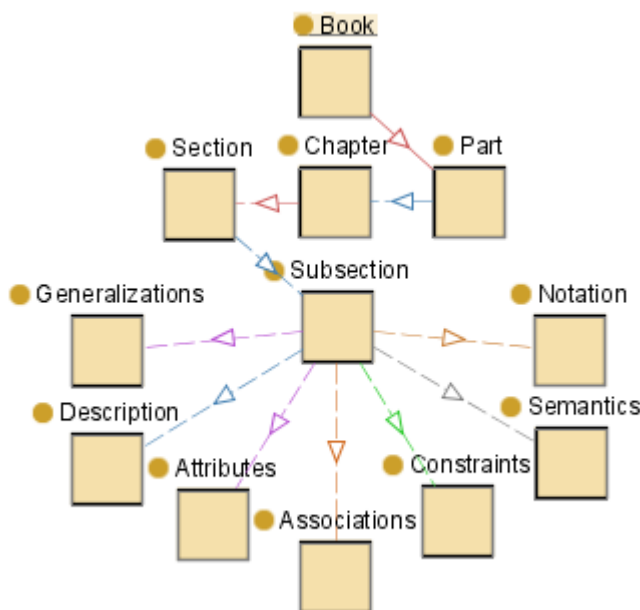 Book
Section
Chapter
Part
Subsection
Generalizations
Notation
Description
Semantics
Attributes
Constraints
Associations